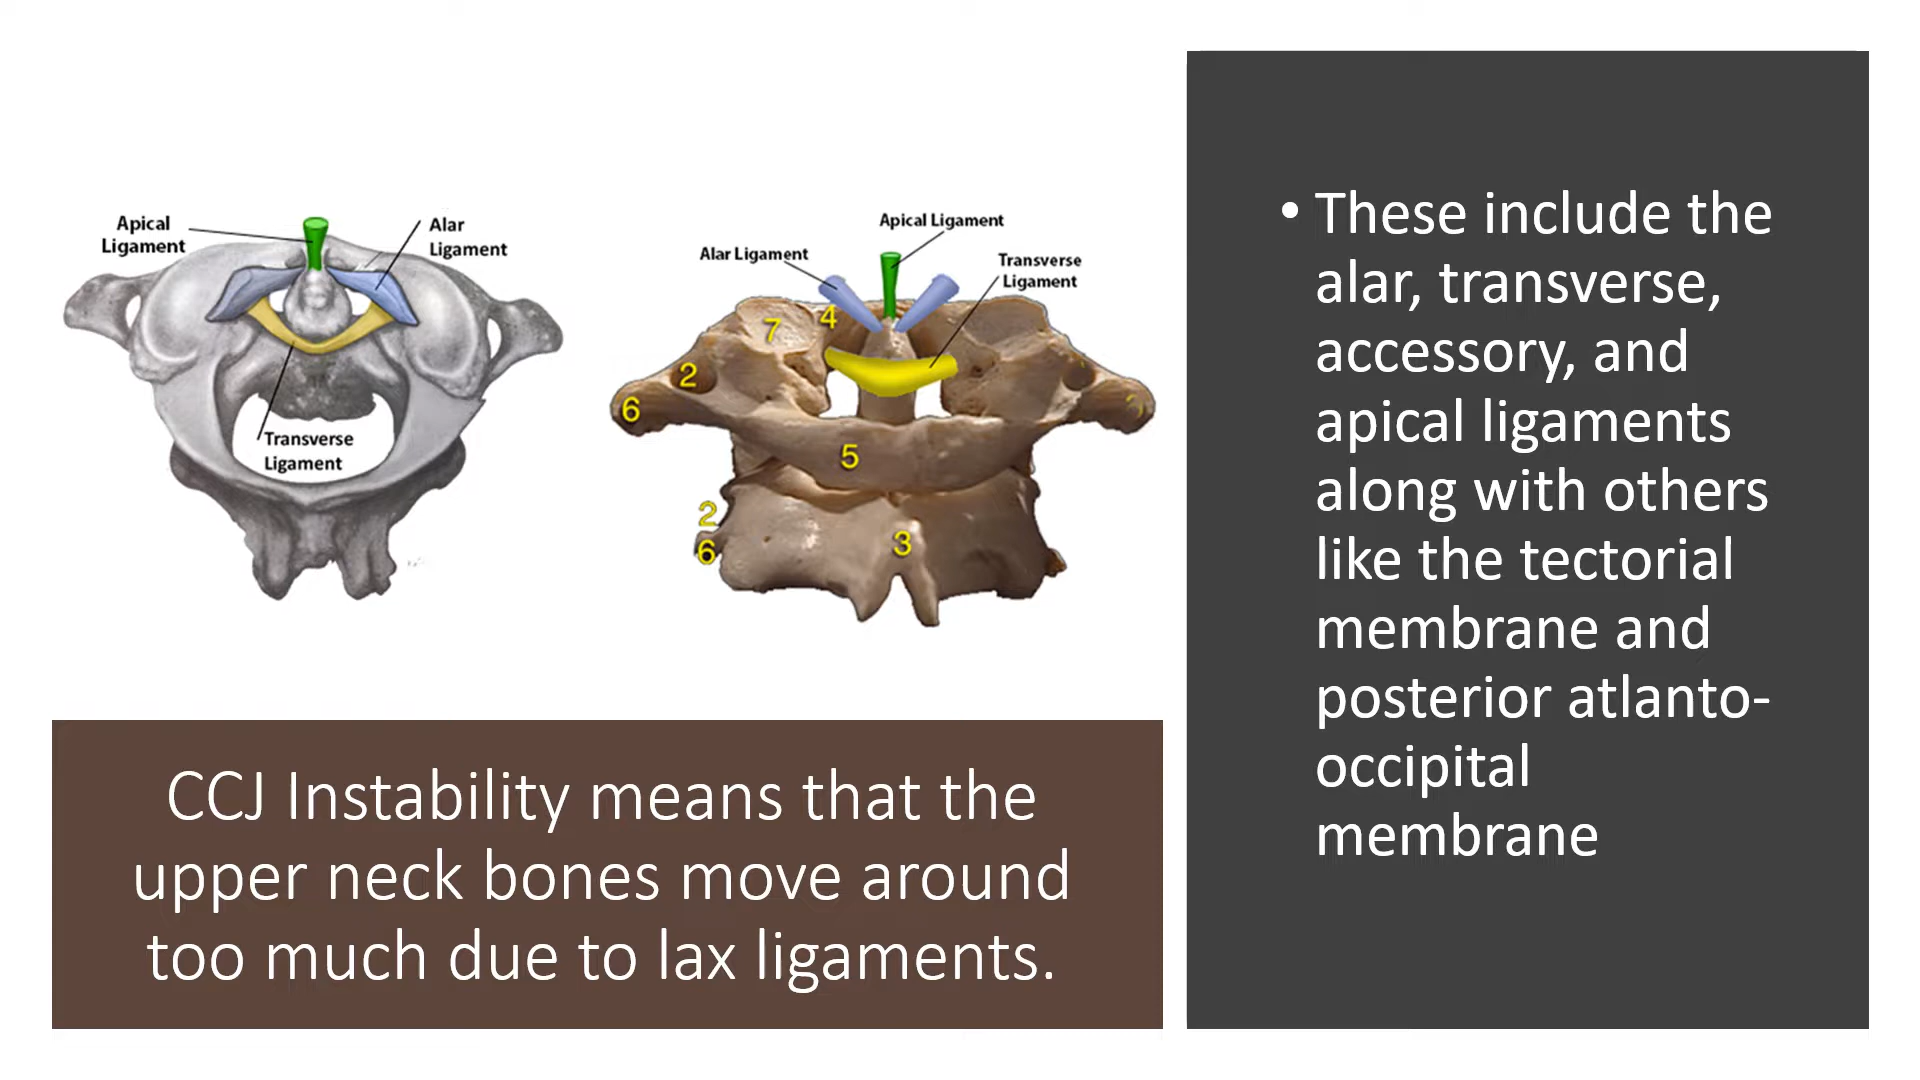 Apical
Ligament
Alar
Ligament
Transverse
Ligament
Apical Ligament
Alar Ligament
Transverse
Ligament
7
4
2
6
5
2
6
3
CCJ Instability means that the
upper neck bones move around
too much due to lax ligaments.
• These include the
alar, transverse,
accessory, and
apical ligaments
along with others
like the tectorial
membrane and
posterior atlanto-
occipital
membrane